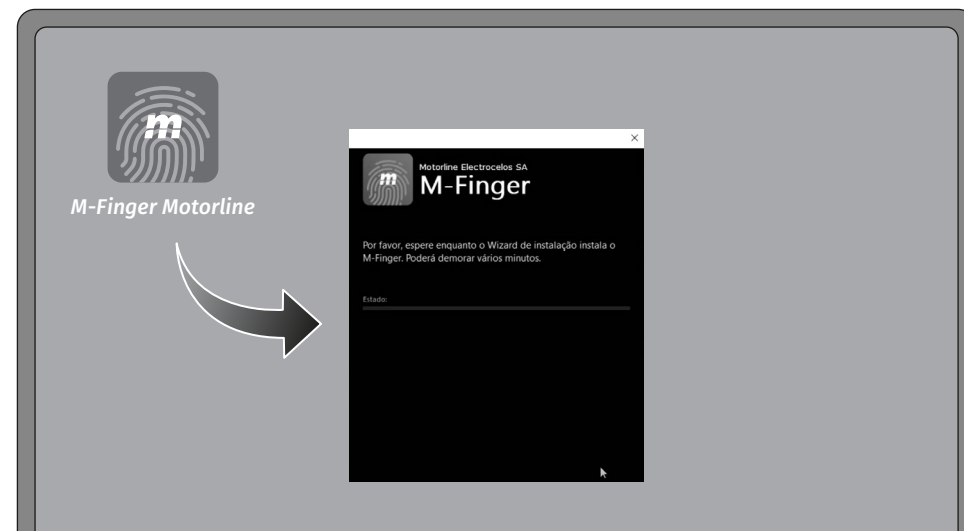 m
M-Finger Motorline
m
Motorline Electrocelos SA
M-Finger
Por favor, espere enquanto o Wizard de instalação instala o
M-Finger. Poderá demorar vários minutos.
Estado: